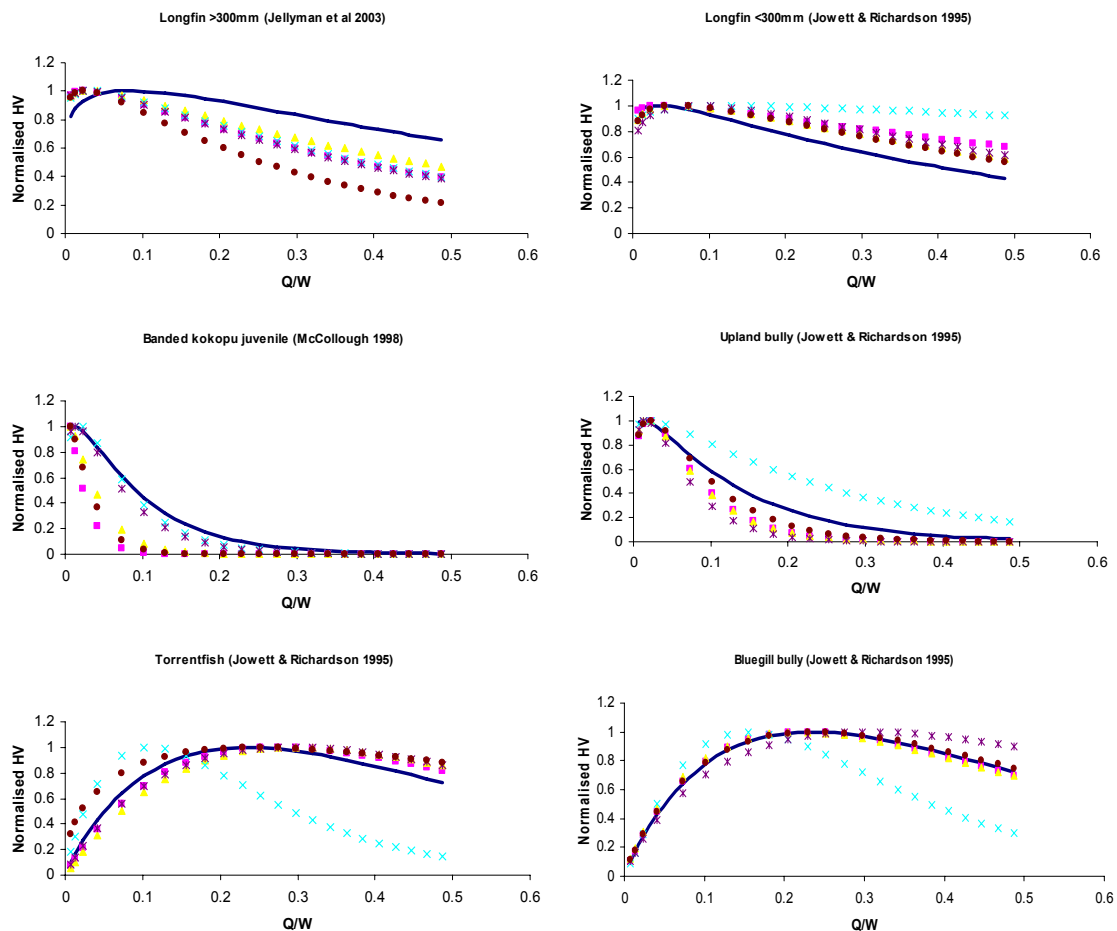 Longfin >300mm (Jellyman et al 2003)
1.2
1
0.8
0.6
0.4
0.2
0
Normalised HV
0 0.1 0.2 0.3 0.4 0.5 0.6
Q/W
Longfin <300mm (Jowett & Richardson 1995)
1.2
1
0.8
0.6
0.4
0.2
0
Normalised HV
0 0.1 0.2 0.3 0.4 0.5 0.6
Q/W
Banded kokopu juvenile (McCollough 1998)
1.2
1
0.8
0.6
0.4
0.2
0
Normalised HV
0 0.1 0.2 0.3 0.4 0.5 0.6
Q/W
Upland bully (Jowett & Richardson 1995)
1.2
1
0.8
0.6
0.4
0.2
0
Normalised HV
0 0.1 0.2 0.3 0.4 0.5 0.6
Q/W
Torrentfish (Jowett & Richardson 1995)
1.2
1
0.8
0.6
0.4
0.2
0
Normalised HV
0 0.1 0.2 0.3 0.4 0.5 0.6
Q/W
Bluegill bully (Jowett & Richardson 1995)
1.2
1
0.8
0.6
0.4
0.2
0
Normalised HV
0 0.1 0.2 0.3 0.4 0.5 0.6
Q/W